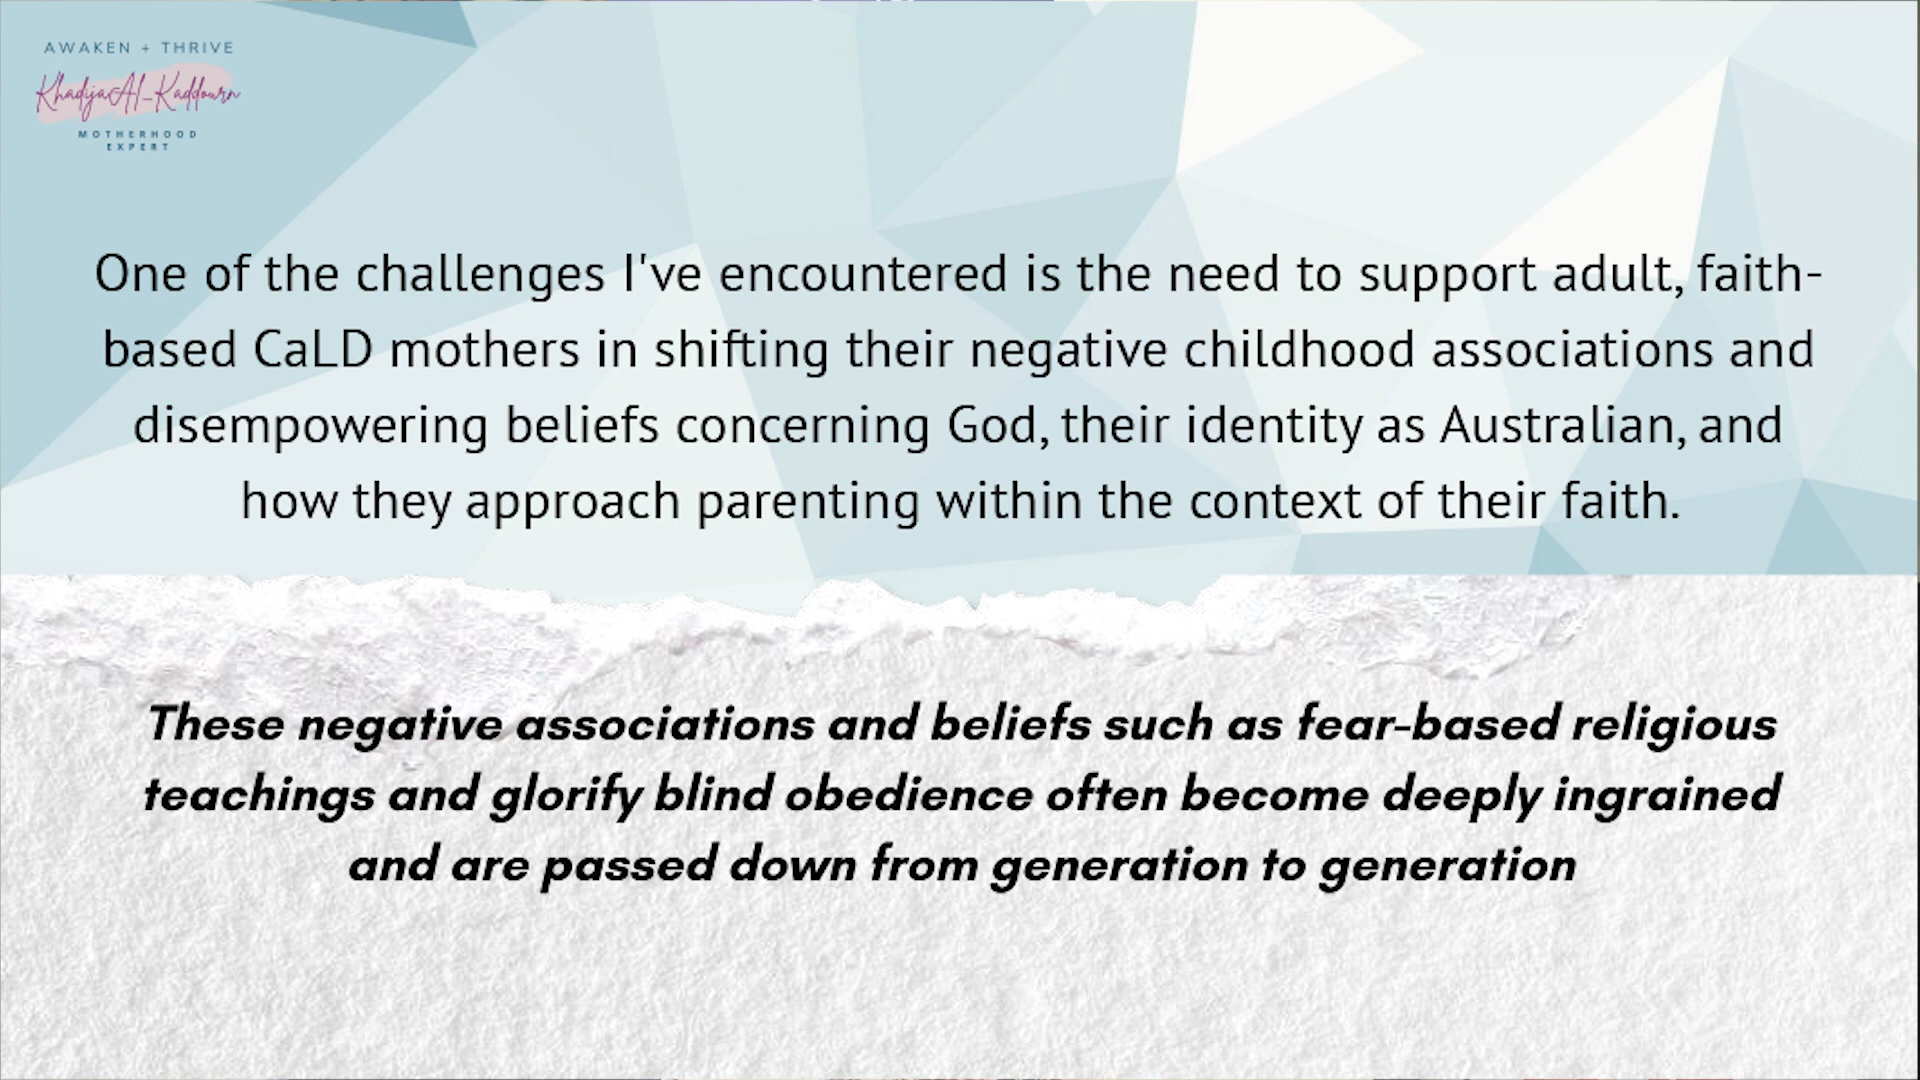 AWAKEN + THRIVE
KhadijaAl-Kaddourn
MOTHERHOOD
EXPERT
One of the challenges I've encountered is the need to support adult, faith-
based CaLD mothers in shifting their negative childhood associations and
disempowering beliefs concerning God, their identity as Australian, and
how they approach parenting within the context of their faith.
These negative associations and beliefs such as fear-based religious
teachings and glorify blind obedience often become deeply ingrained
and are passed down from generation to generation